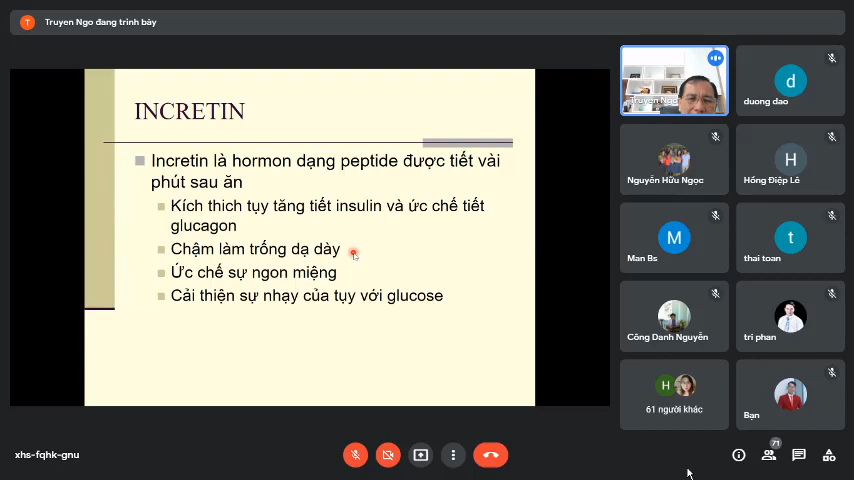 T
Truyen Ngo đang trình bày
INCRETIN
Incretin là hormon dạng peptide được tiết vài
phút sau ăn
Kích thich tụy tăng tiết insulin và ức chế tiết
glucagon
Chậm làm trống dạ dày
Ức chế sự ngon miệng
Cải thiện sự nhạy của tụy với glucose
Truyen Ngo
d
duong dao
Nguyễn Hữu Ngọc
H
Hồng Điệp Lê
M
Man Bs
t
thai toan
Công Danh Nguyễn
tri phan
H
61 người khác
Bạn
xhs-fqhk-gnu
71